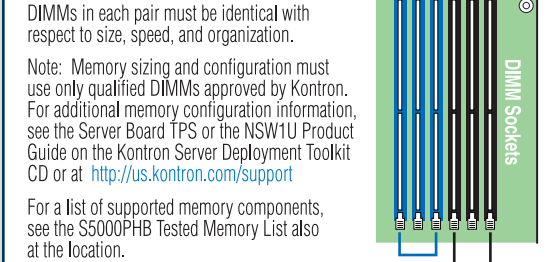 DIMMs in each pair must be identical with
respect to size, speed, and organization.
Note: Memory sizing and configuration must
use only qualified DIMMs approved by Kontron.
For additional memory configuration information,
see the Server Board TPS or the NSW1U Product
Guide on the Kontron Server Deployment Toolkit
CD or at http://us.kontron.com/support
For a list of supported memory components,
see the S5000PHB Tested Memory List also
at the location.
DIMM Sockets